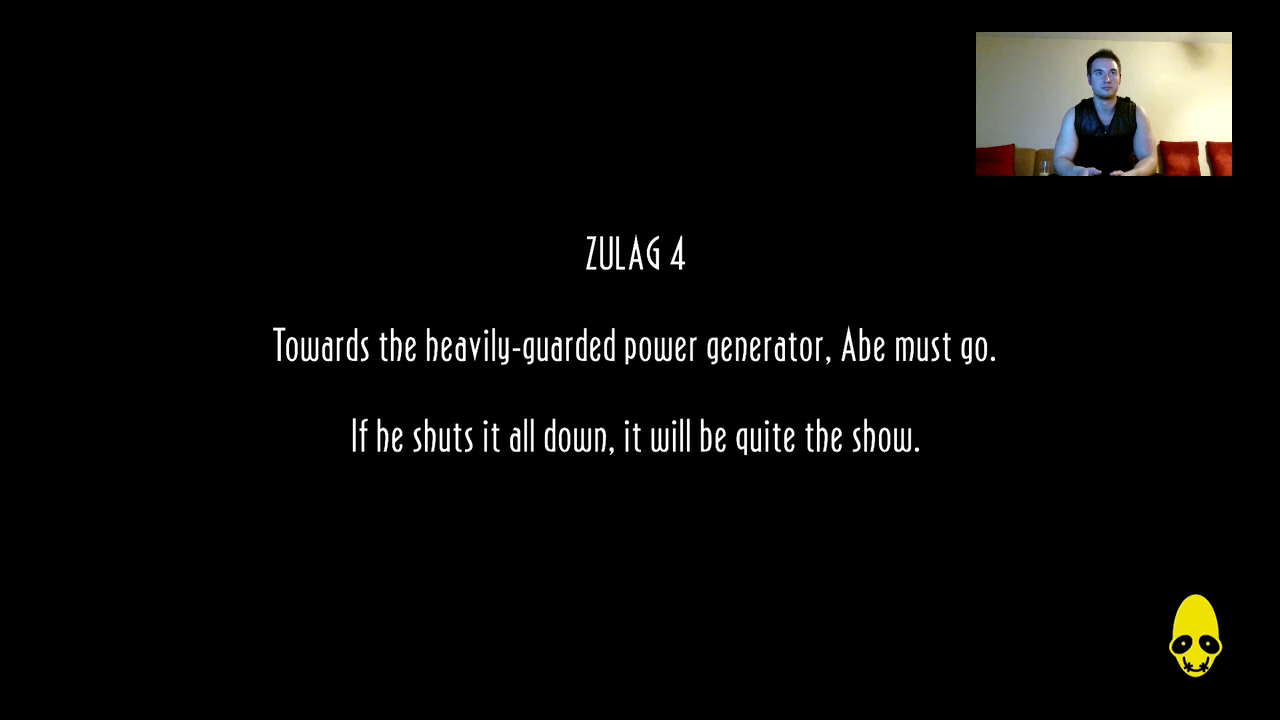 ZULAG 4
Towards the heavily-guarded power generator, Abe must go.
If he shuts it all down, it will be quite the show.